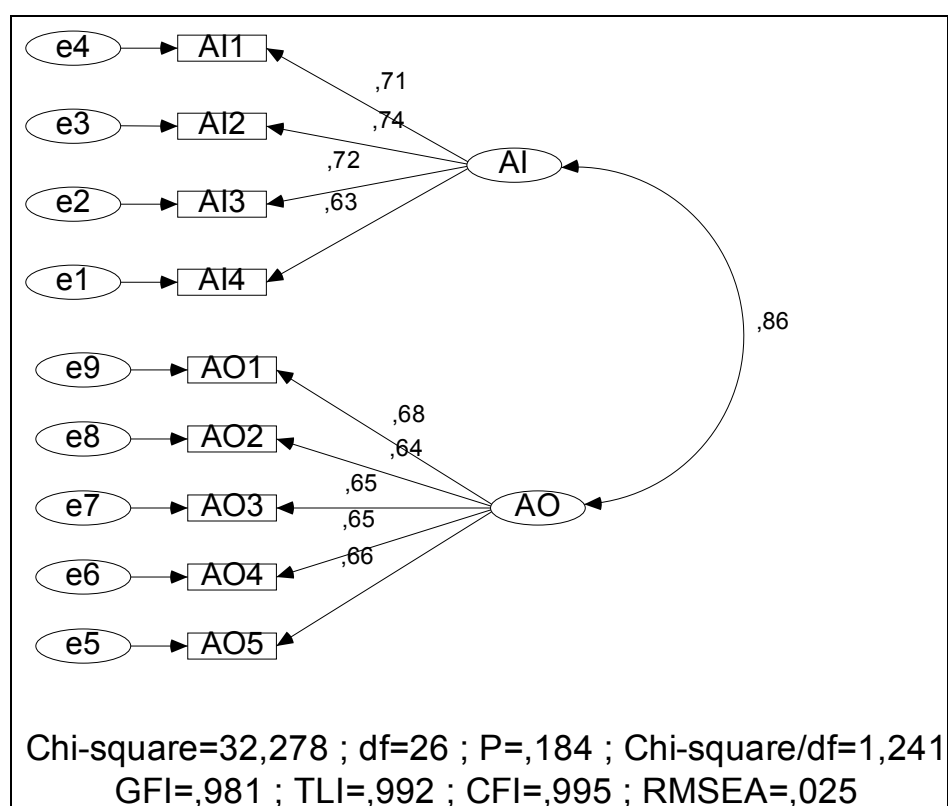 e4 AI1
,71
e3 AI2 ,74
,72 AI
e2 AI3 ,63
e1 AI4
,86
e9 AO1
,68
e8 AO2 ,64
,65
e7 AO3 AO
,65
,66
e6 AO4
e5 AO5
Chi-square=32,278 ; df=26 ; P=,184 ; Chi-square/df=1,241
GFI=,981 ; TLI=,992 ; CFI=,995 ; RMSEA=,025